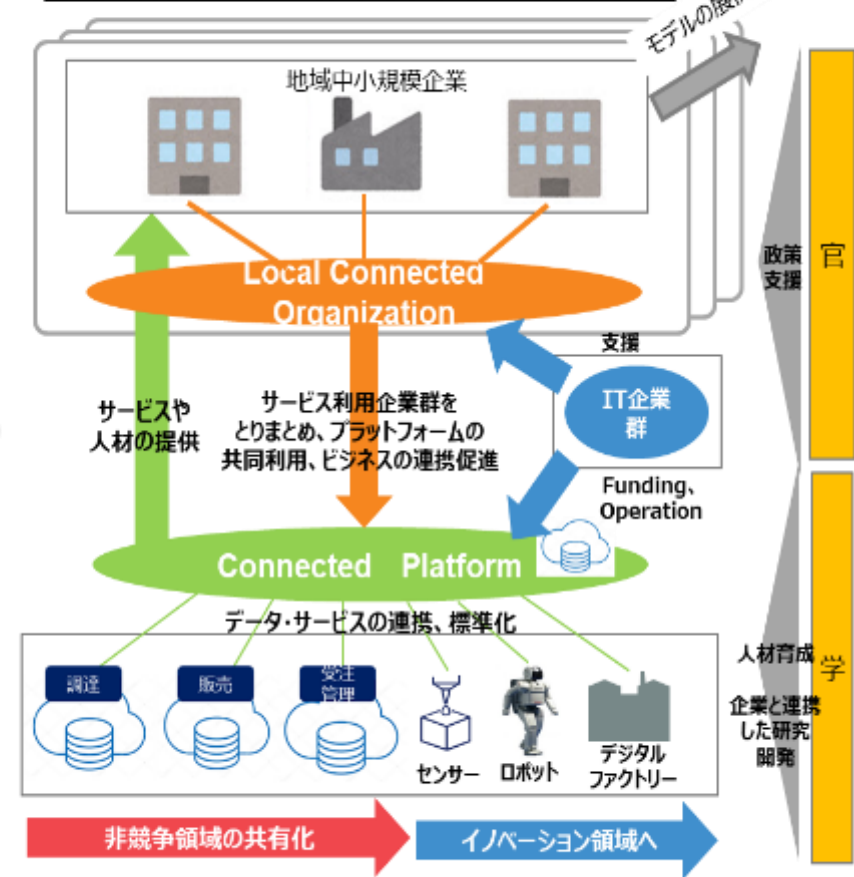 モデルの展
地域中小規模企業
Local Connected
Organization
政策
支援
官
支援
IT企業
群
サービスや
人材の提供
サービス利用企業群を
とりまとめ、プラットフォームの
共同利用、ビジネスの連携促進
Funding、
Operation
Connected Platform
データ・サービスの連携、標準化
調達
販売
受注
管理
センサー
ロボット
デジタル
ファクトリー
人材育成
学
企業と連携
した研究
開発
非競争領域の共有化
イノベーション領域へ